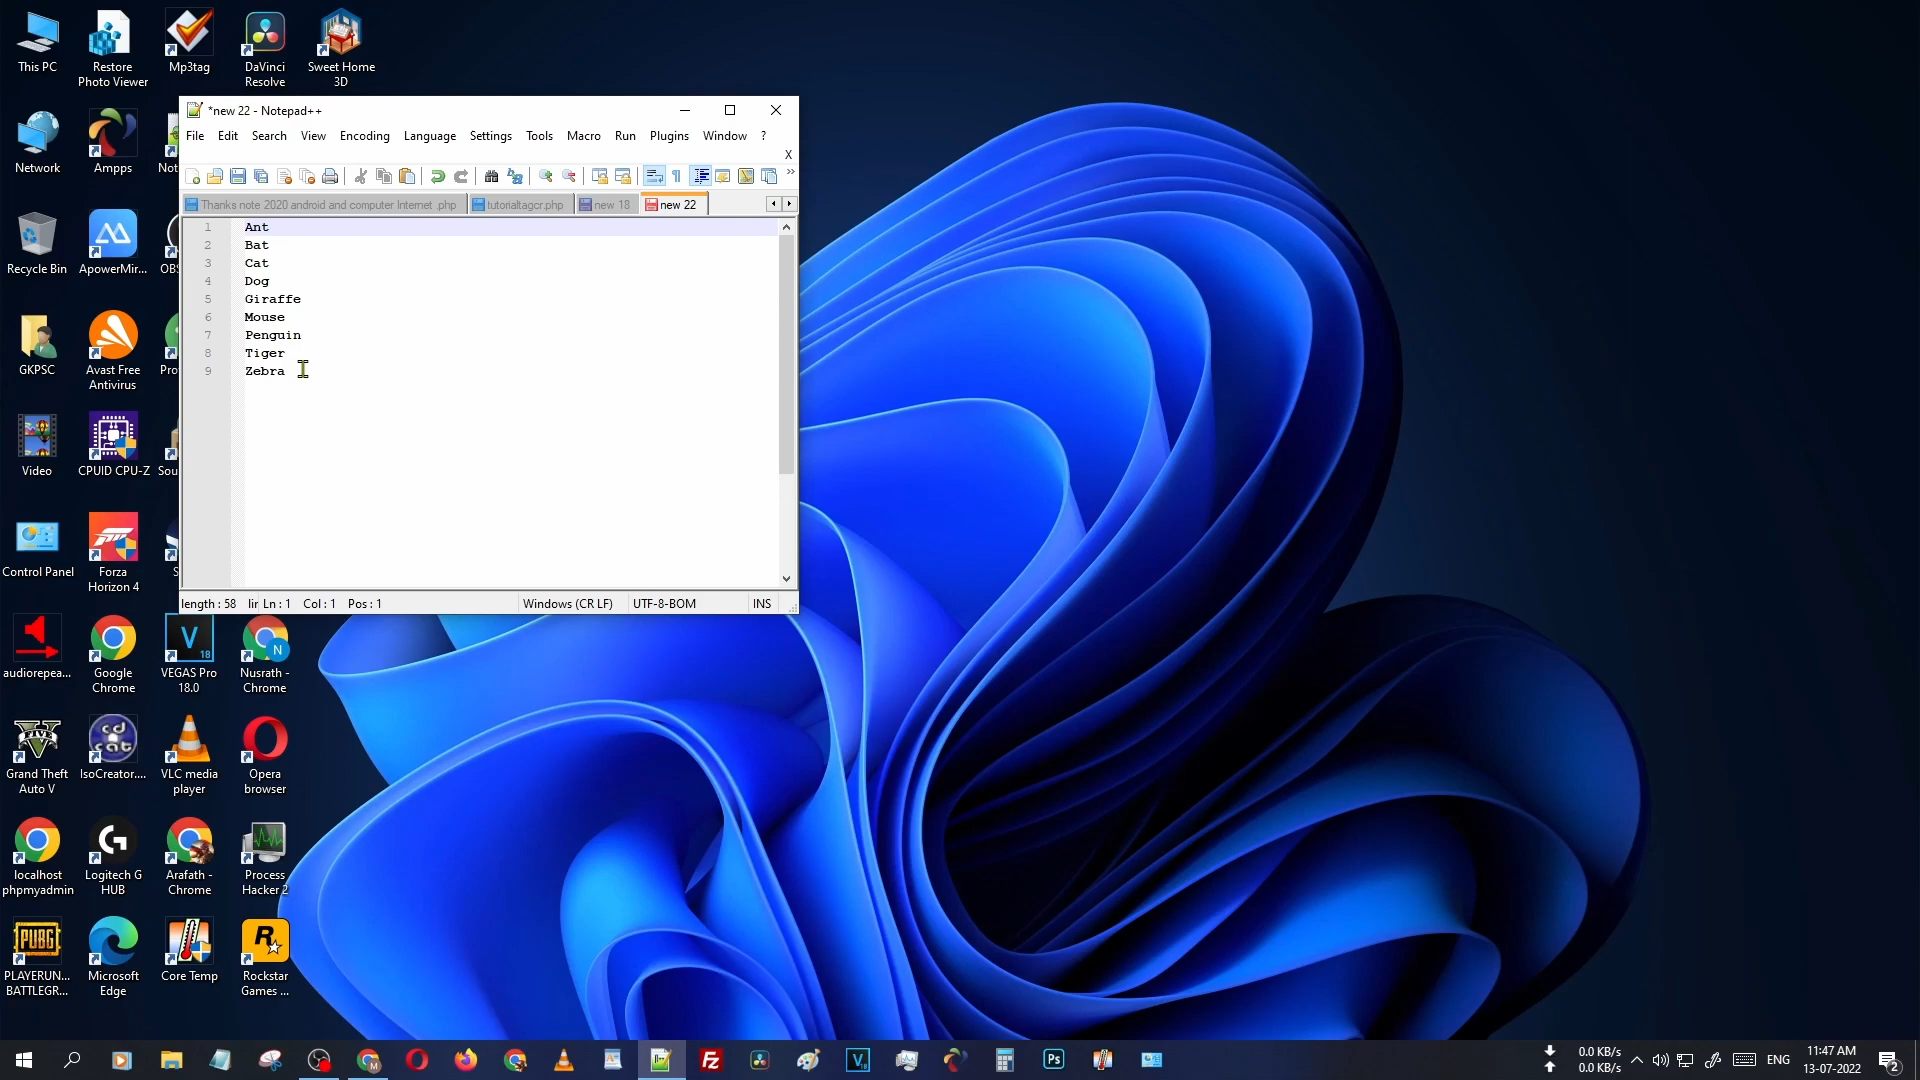 This PC
Restore Photo Viewer
Mp3tag
DaVinci Resolve
Sweet Home 3D
*new 22 - Notepad++
File Edit Search View Encoding Language Settings Tools Macro Run Plugins Window ?
X
Thanks note 2020 android and computer Internet .php
tutorialtagcr.php
new 18
new 22
1 Ant
2 Bat
3 Cat
4 Dog
5 Giraffe
6 Mouse
7 Penguin
8 Tiger
9 Zebra
length : 58 Ln : 1 Col : 1 Pos : 1 Windows (CR LF) UTF-8-BOM INS
Network
Ampps
Recycle Bin
ApowerMir...
GKPSC
Avast Free Antivirus
Video
CPUID CPU-Z
Control Panel
Forza Horizon 4
audiorepea...
Google Chrome
VEGAS Pro 18.0
Nusrath - Chrome
Grand Theft Auto V
IsoCreator....
VLC media player
Opera browser
localhost phpmyadmin
Logitech G HUB
Arafath - Chrome
Process Hacker 2
PLAYERUN... BATTLEGR...
Microsoft Edge
Core Temp
Rockstar Games ...
0.0 KB/s
0.0 KB/s
ENG
11:47 AM
13-07-2022
2